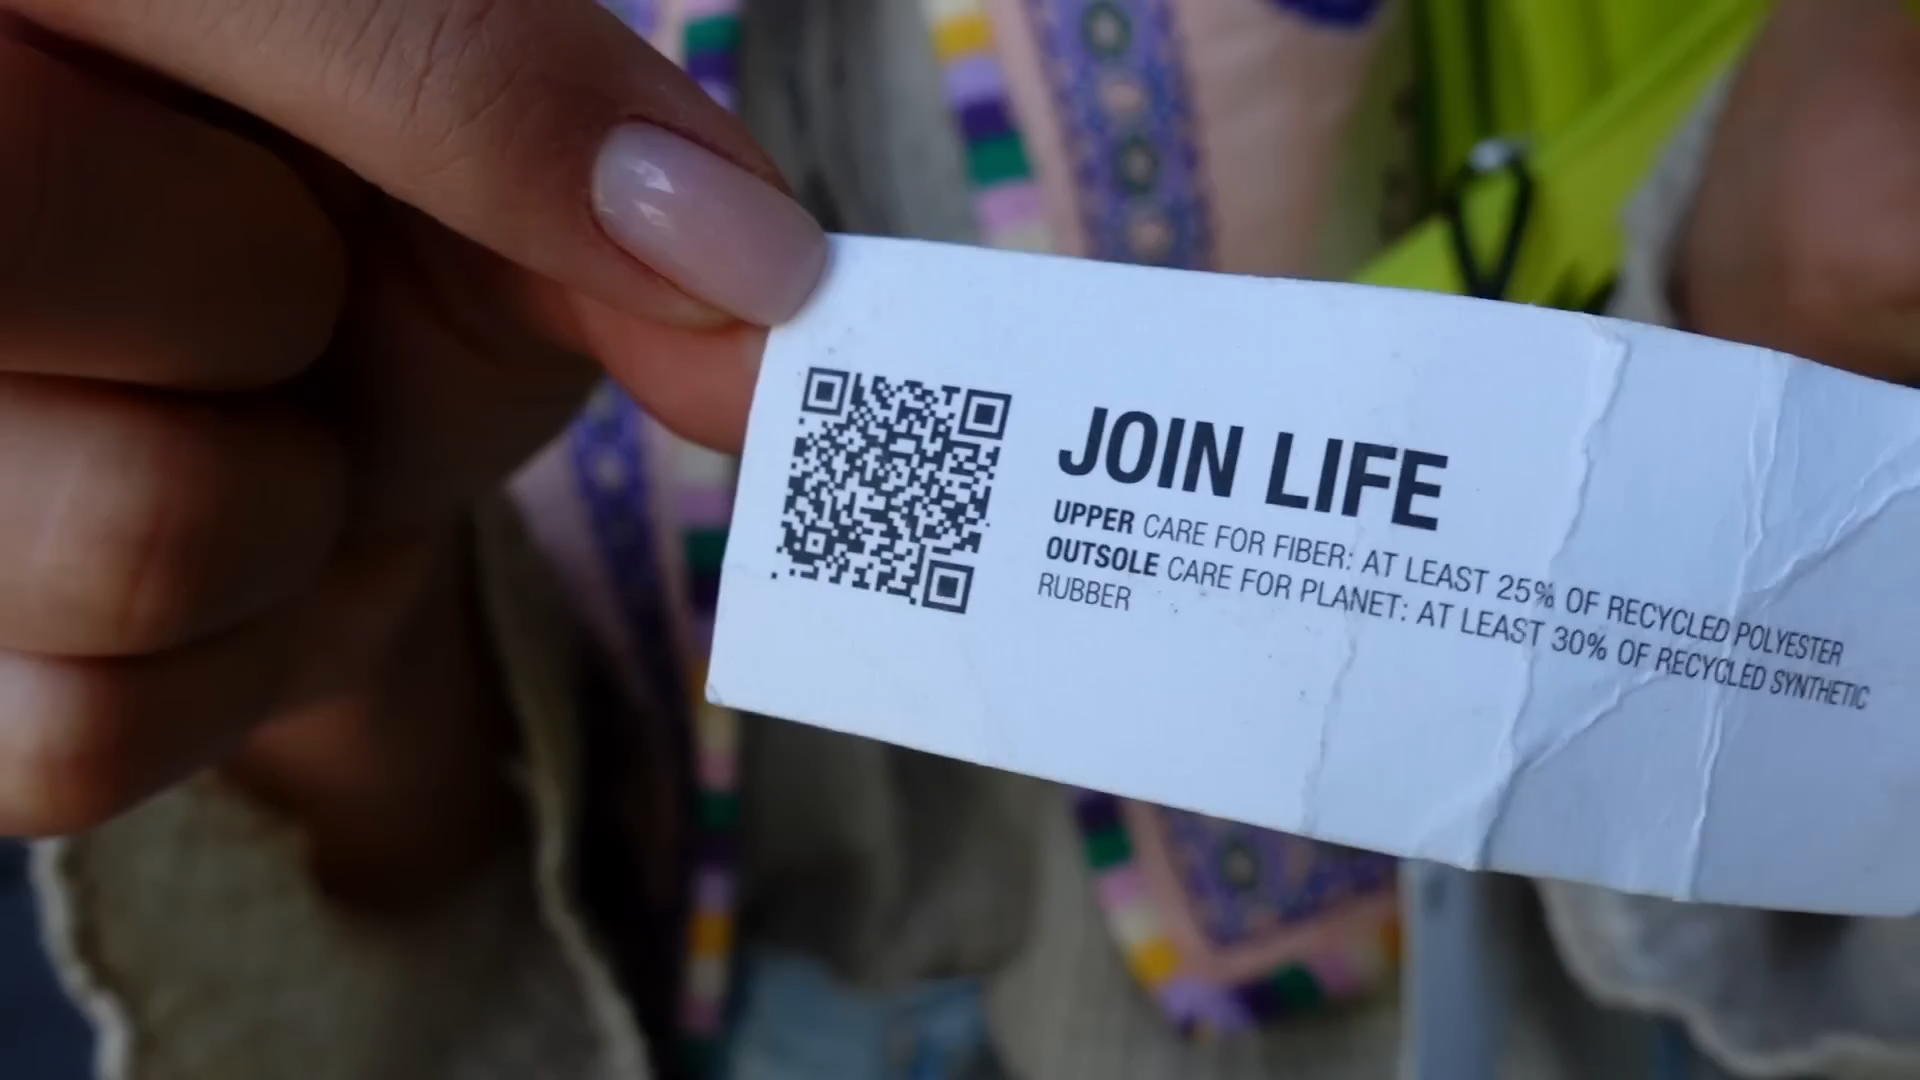 JOIN LIFE
UPPER CARE FOR FIBER: AT LEAST 25% OF RECYCLED POLYESTER
OUTSOLE CARE FOR PLANET: AT LEAST 30% OF RECYCLED SYNTHETIC
RUBBER